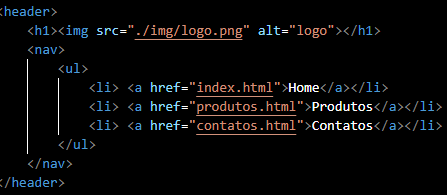 <header>
<h1><img src="./img/logo.png" alt="logo"></h1>
<nav>
<ul>
<li> <a href="index.html">Home</a></li>
<li> <a href="produtos.html">Produtos</a></li>
<li> <a href="contatos.html">Contatos</a></li>
</ul>
</nav>
</header>